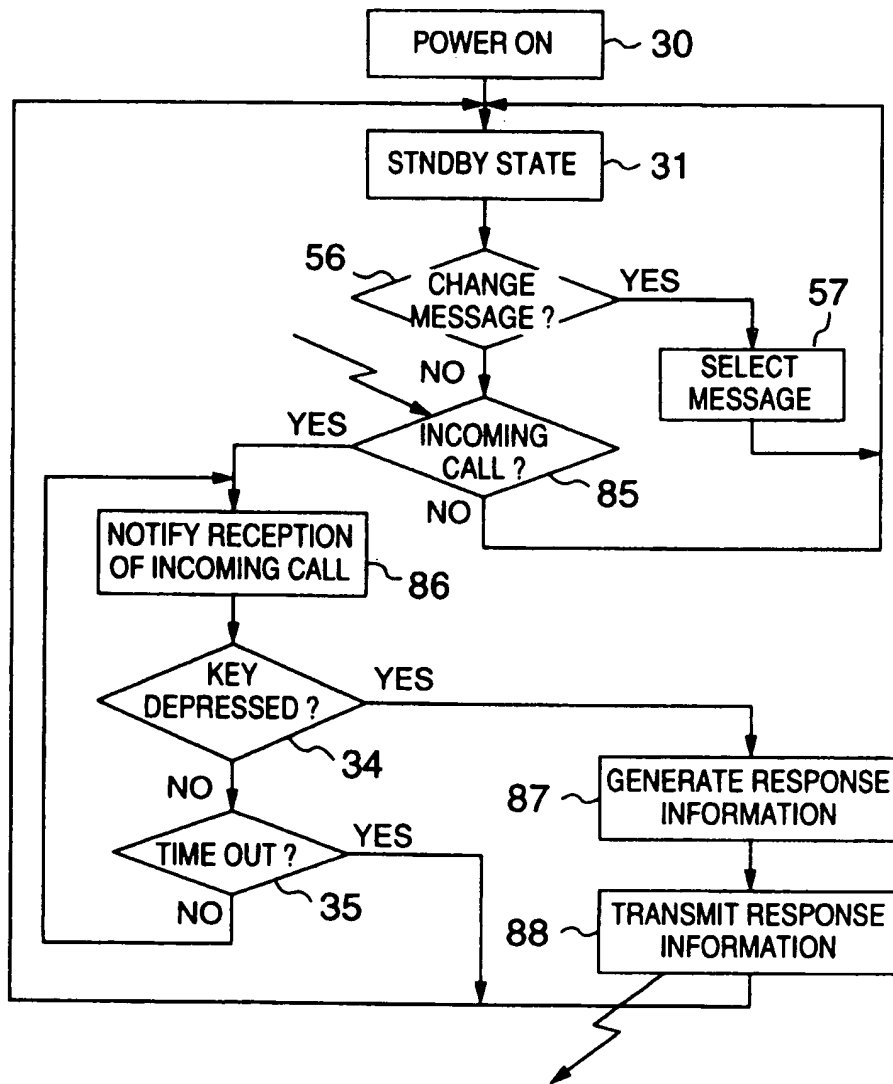 POWER ON
30
STNDBY STATE
31
56
CHANGE
MESSAGE ?
YES
57
SELECT
MESSAGE
NO
YES
INCOMING
CALL ?
85
NO
NOTIFY RECEPTION
OF INCOMING CALL
86
KEY
DEPRESSED ?
YES
34
NO
87
GENERATE RESPONSE
INFORMATION
TIME OUT ?
YES
35
NO
88
TRANSMIT RESPONSE
INFORMATION